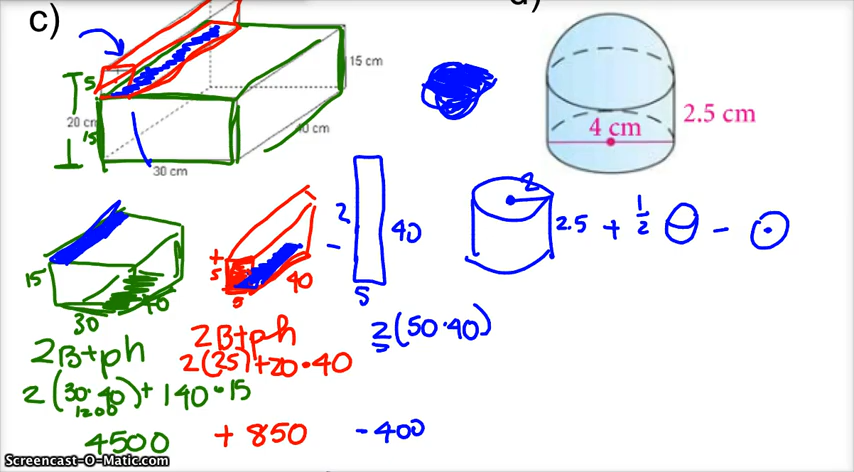 c)
d)
5
15 cm
20 cm
15
40 cm
30 cm
2.5 cm
4 cm
15
30
40
5
5
40
- 2
40
5
2
2.5 + 1/2 -
2B+ph
2(30·40)+140·15
1200
4500
2B+ph
2(25)+20·40
+ 850
2(50·40)
5
-400
Screencast-O-Matic.com